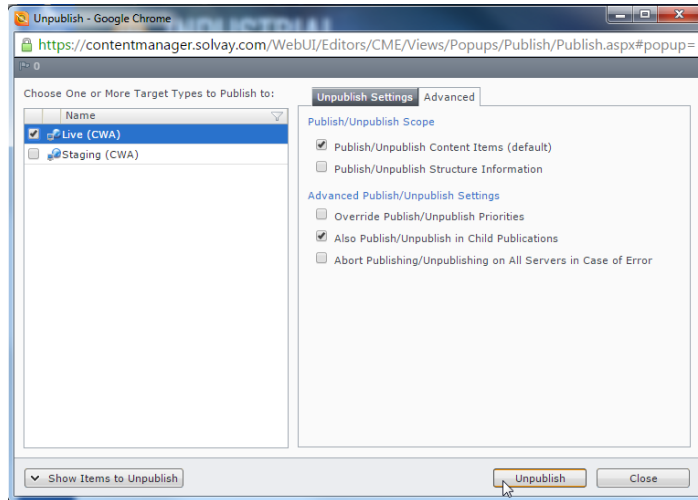 Unpublish - Google Chrome
https://contentmanager.solvay.com/WebUI/Editors/CME/Views/Popups/Publish/Publish.aspx#popup=
0
Choose One or More Target Types to Publish to:
Name
Live (CWA)
Staging (CWA)
Unpublish Settings Advanced
Publish/Unpublish Scope
Publish/Unpublish Content Items (default)
Publish/Unpublish Structure Information
Advanced Publish/Unpublish Settings
Override Publish/Unpublish Priorities
Also Publish/Unpublish in Child Publications
Abort Publishing/Unpublishing on All Servers in Case of Error
Show Items to Unpublish
Unpublish
Close